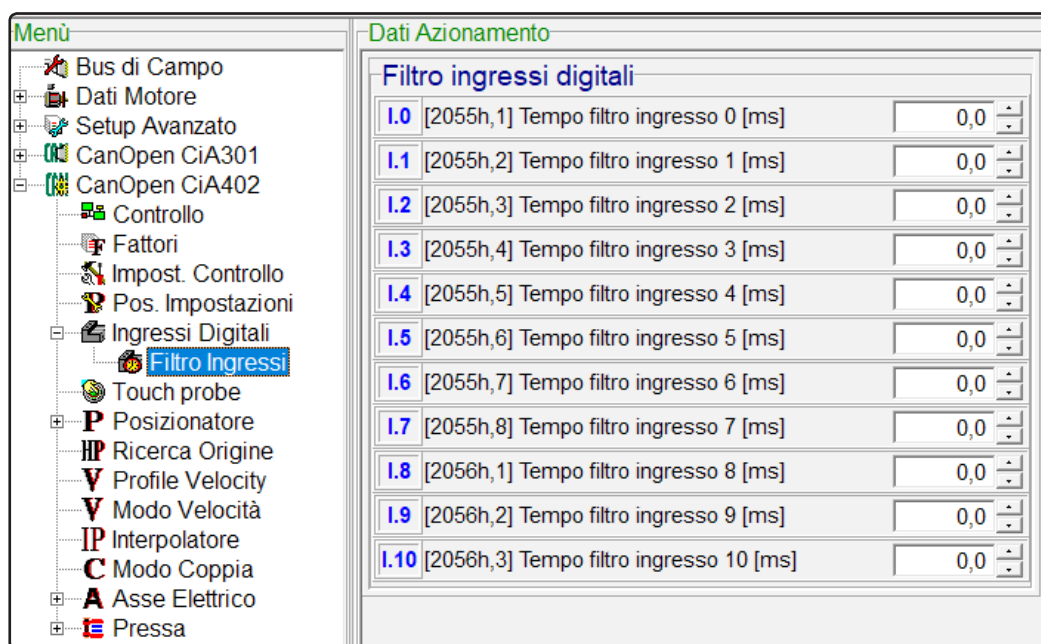 Menù
Bus di Campo
Dati Motore
Setup Avanzato
CanOpen CiA301
CanOpen CiA402
Controllo
Fattori
Impost. Controllo
Pos. Impostazioni
Ingressi Digitali
Filtro Ingressi
Touch probe
Posizionatore
Ricerca Origine
Profile Velocity
Modo Velocità
Interpolatore
Modo Coppia
Asse Elettrico
Pressa
Dati Azionamento
Filtro ingressi digitali
I.0 [2055h,1] Tempo filtro ingresso 0 [ms] 0,0
I.1 [2055h,2] Tempo filtro ingresso 1 [ms] 0,0
I.2 [2055h,3] Tempo filtro ingresso 2 [ms] 0,0
I.3 [2055h,4] Tempo filtro ingresso 3 [ms] 0,0
I.4 [2055h,5] Tempo filtro ingresso 4 [ms] 0,0
I.5 [2055h,6] Tempo filtro ingresso 5 [ms] 0,0
I.6 [2055h,7] Tempo filtro ingresso 6 [ms] 0,0
I.7 [2055h,8] Tempo filtro ingresso 7 [ms] 0,0
I.8 [2056h,1] Tempo filtro ingresso 8 [ms] 0,0
I.9 [2056h,2] Tempo filtro ingresso 9 [ms] 0,0
I.10 [2056h,3] Tempo filtro ingresso 10 [ms] 0,0